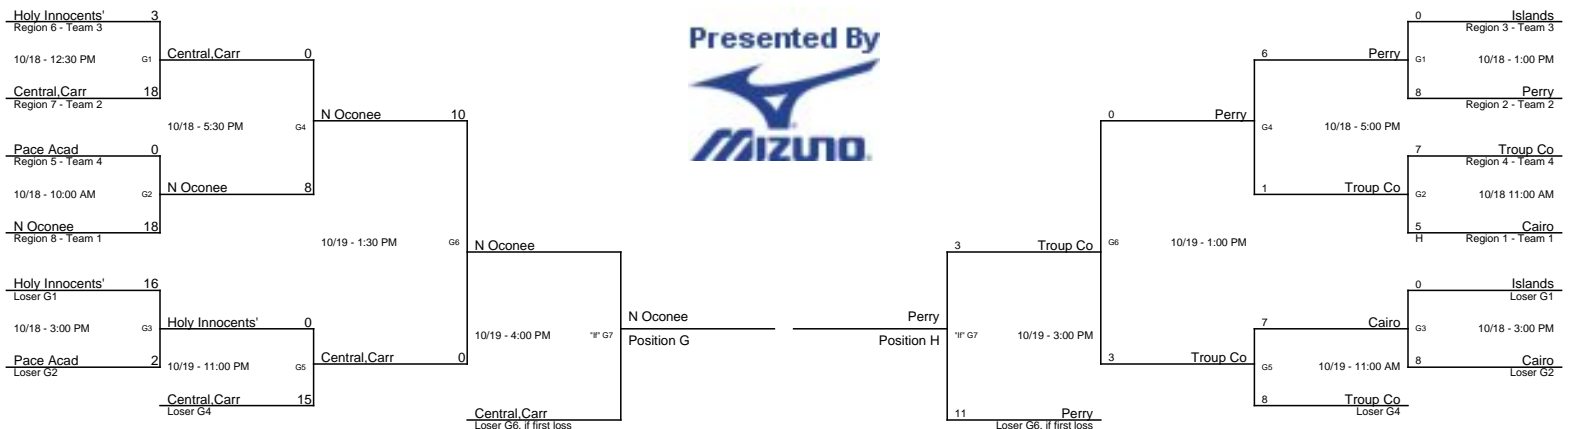 Holy Innocents' 3
Region 6 - Team 3
10/18 - 12:30 PM G1
Central,Carr 18
Region 7 - Team 2
Central,Carr 0
10/18 - 5:30 PM G4
Pace Acad 0
Region 5 - Team 4
10/18 - 10:00 AM G2
N Oconee 18
Region 8 - Team 1
N Oconee 8
N Oconee 10
10/19 - 1:30 PM G6
Holy Innocents' 16
Loser G1
10/18 - 3:00 PM G3
Pace Acad 2
Loser G2
Holy Innocents' 0
10/19 - 11:00 PM G5
Central,Carr 15
Loser G4
Central,Carr 0
N Oconee
10/19 - 4:00 PM "If" G7
Central,Carr
Loser G6, if first loss
N Oconee
Position G
Presented By
MIZUNO
Perry
Position H
3 Troup Co
"If" G7 10/19 - 3:00 PM
11 Perry
Loser G6, if first loss
0 Perry
G6 10/19 - 1:00 PM
3 Troup Co
6 Perry
G4 10/18 - 5:00 PM
1 Troup Co
0 Islands
Region 3 - Team 3
G1 10/18 - 1:00 PM
8 Perry
Region 2 - Team 2
7 Troup Co
Region 4 - Team 4
G2 10/18 11:00 AM
5 Cairo
H Region 1 - Team 1
7 Cairo
G5 10/19 - 11:00 AM
8 Troup Co
Loser G4
0 Islands
Loser G1
G3 10/18 - 3:00 PM
8 Cairo
Loser G2